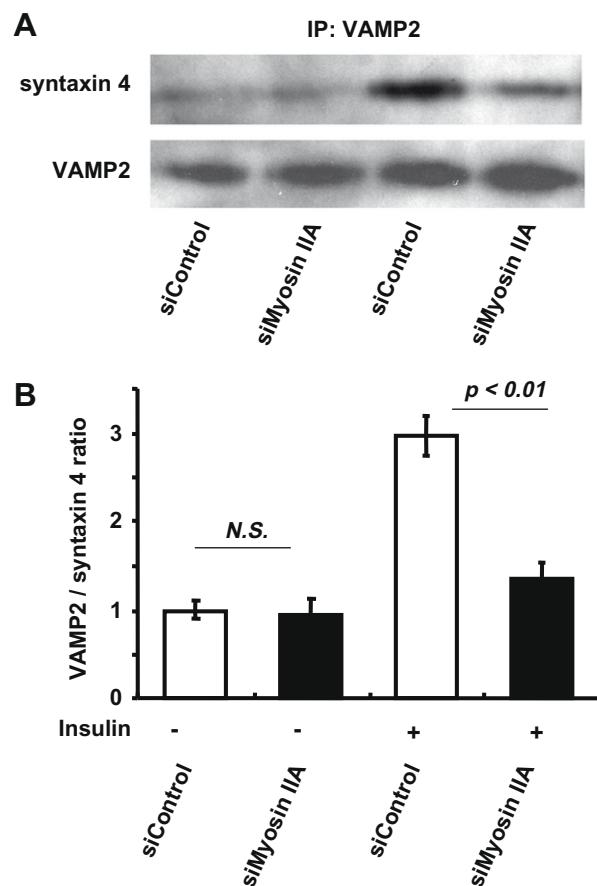 A
IP: VAMP2
syntaxin 4
VAMP2
siControl
siMyosin IIA
siControl
siMyosin IIA
B
VAMP2 / syntaxin 4 ratio
3
2
1
0
N.S.
p < 0.01
Insulin - - + +
siControl
siMyosin IIA
siControl
siMyosin IIA